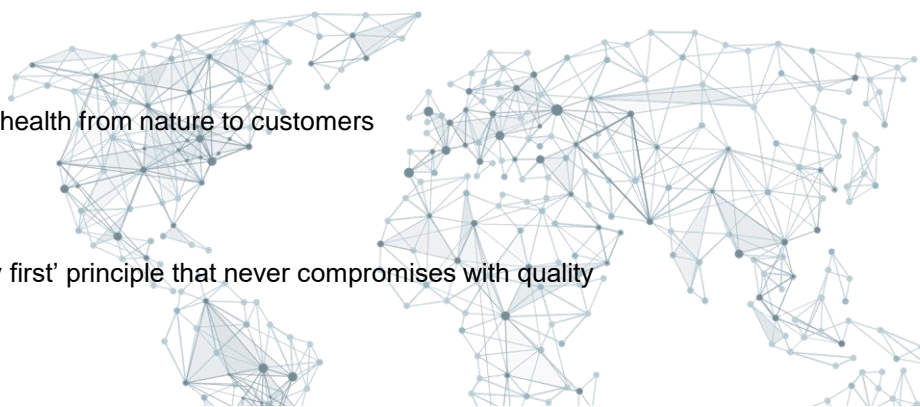 health from nature to customers
first’ principle that never compromises with quality